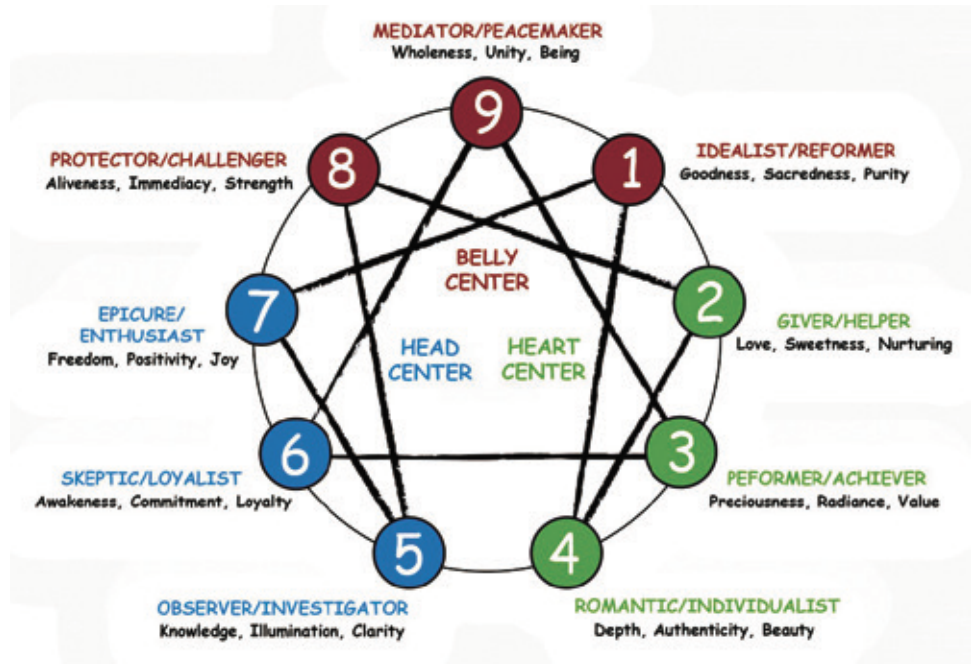 MEDIATOR/PEACEMAKER
Wholeness, Unity, Being
9
PROTECTOR/CHALLENGER
Aliveness, Immediacy, Strength
8
1
IDEALIST/REFORMER
Goodness, Sacredness, Purity
BELLY
CENTER
EPICURE/
ENTHUSIAST
Freedom, Positivity, Joy
7
2
GIVER/HELPER
Love, Sweetness, Nurturing
HEAD
CENTER
HEART
CENTER
SKEPTIC/LOYALIST
Awakeness, Commitment, Loyalty
6
3
PEFORMER/ACHIEVER
Preciousness, Radiance, Value
5
4
OBSERVER/INVESTIGATOR
Knowledge, Illumination, Clarity
ROMANTIC/INDIVIDUALIST
Depth, Authenticity, Beauty